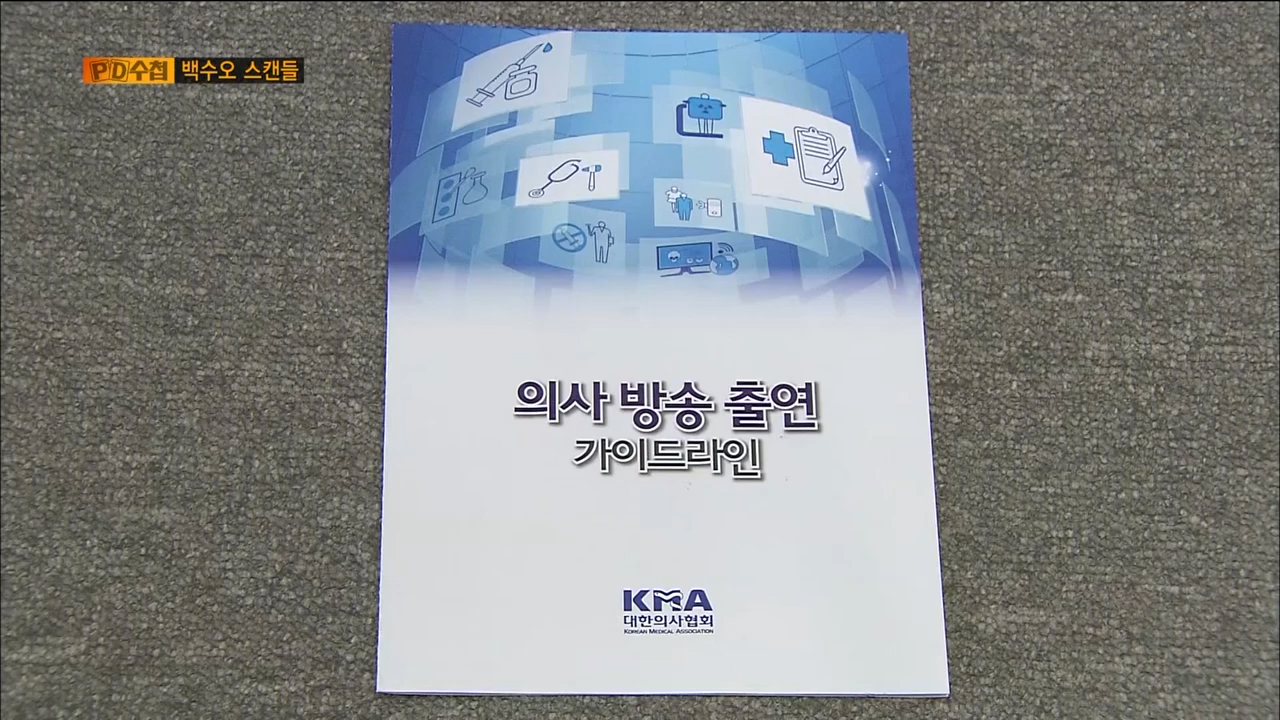 PD수첩 백수오 스캔들
의사 방송 출연
가이드라인
KMA
대한의사협회
KOREAN MEDICAL ASSOCIATION